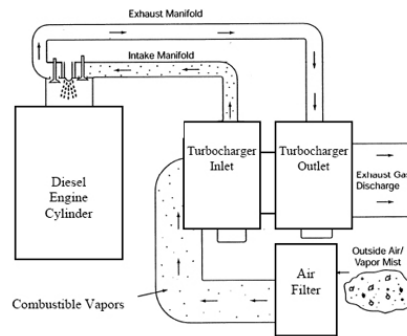 Exhaust Manifold
Intake Manifold
Diesel
Engine
Cylinder
Turbocharger
Inlet
Turbocharger
Outlet
Exhaust Gas
Discharge
Outside Air/
Vapor Mist
Air
Filter
Combustible Vapors